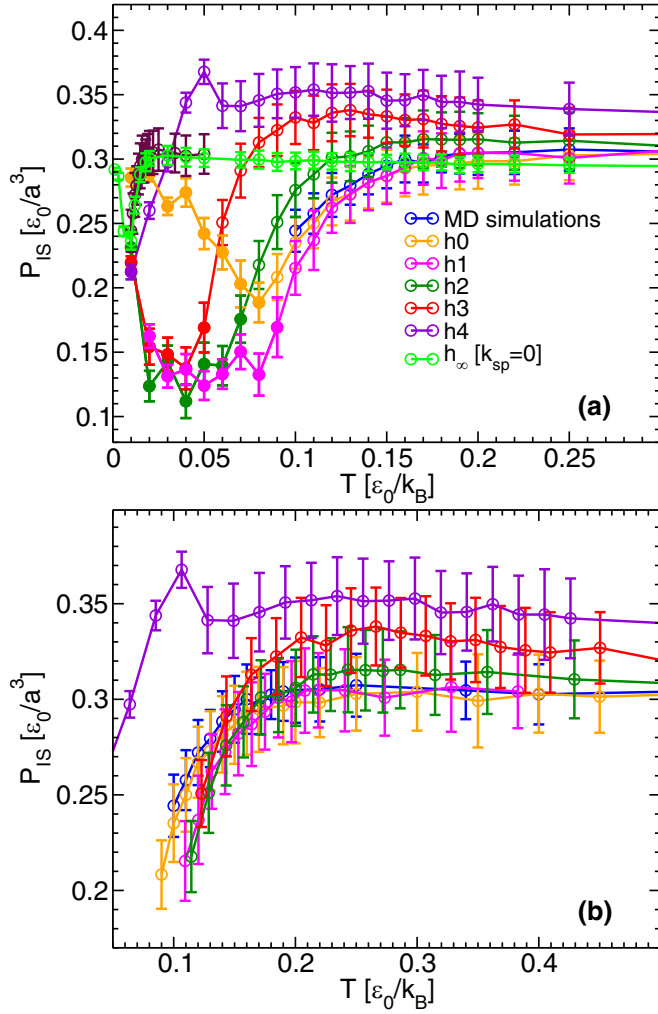 0.4
0.35
0.3
0.25
0.2
0.15
0.1
P_IS [ε_0/a^3]
MD simulations
h0
h1
h2
h3
h4
h_∞ [k_sp=0]
(a)
0 0.05 0.1 0.15 0.2 0.25
T [ε_0/k_B]
0.4
0.35
0.3
0.25
0.2
P_IS [ε_0/a^3]
(b)
0.1 0.2 0.3 0.4
T [ε_0/k_B]